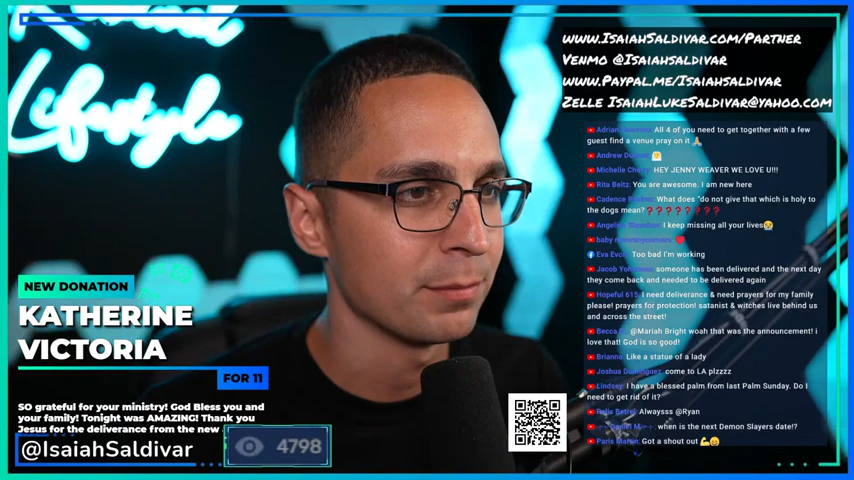 Lifestyle
www.IsaiahSaldivar.com/Partner
Venmo @Isaiahsaldivar
www.Paypal.me/Isaiahsaldivar
Zelle IsaiahLukeSaldivar@yahoo.com
All 4 of you need to get together with a few
guest find a venue pray on it 🙏🏼
Andrew
Michelle HEY JENNY WEAVER WE LOVE U!!!
Rita Beitz: You are awesome. I am new here
Cadence What does "do not give that which is holy to
the dogs mean? ❓❓❓❓❓❓❓❓
I keep missing all your lives😢
baby
Eva Too bad I'm working
Jacob someone has been delivered and the next day
they come back and needed to be delivered again
Hopeful 615: I need deliverance & need prayers for my family
please! prayers for protection! satanist & witches live behind us
and across the street!
Becca @Mariah Bright woah that was the announcement! i
love that! God is so good!
Brianna: Like a statue of a lady
Joshua come to LA plzzzz
Lindsey: I have a blessed palm from last Palm Sunday. Do I
need to get rid of it?
Alwaysss @Ryan
when is the next Demon Slayers date!?
Paris Martin: Got a shout out 💪😄
NEW DONATION
KATHERINE
VICTORIA
FOR 11
SO grateful for your ministry! God Bless you and
your family! Tonight was AMAZING! Thank you
Jesus for the deliverance from the new
@IsaiahSaldivar
4798